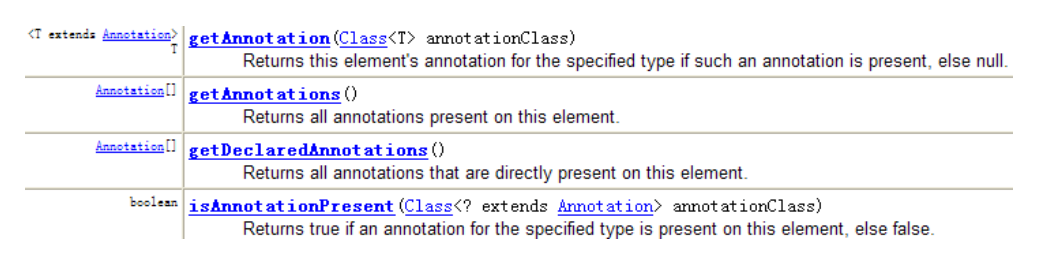 <T extends Annotation> T
getAnnotation(Class<T> annotationClass)
Returns this element's annotation for the specified type if such an annotation is present, else null.
Annotation[]
getAnnotations()
Returns all annotations present on this element.
Annotation[]
getDeclaredAnnotations()
Returns all annotations that are directly present on this element.
boolean
isAnnotationPresent(Class<? extends Annotation> annotationClass)
Returns true if an annotation for the specified type is present on this element, else false.